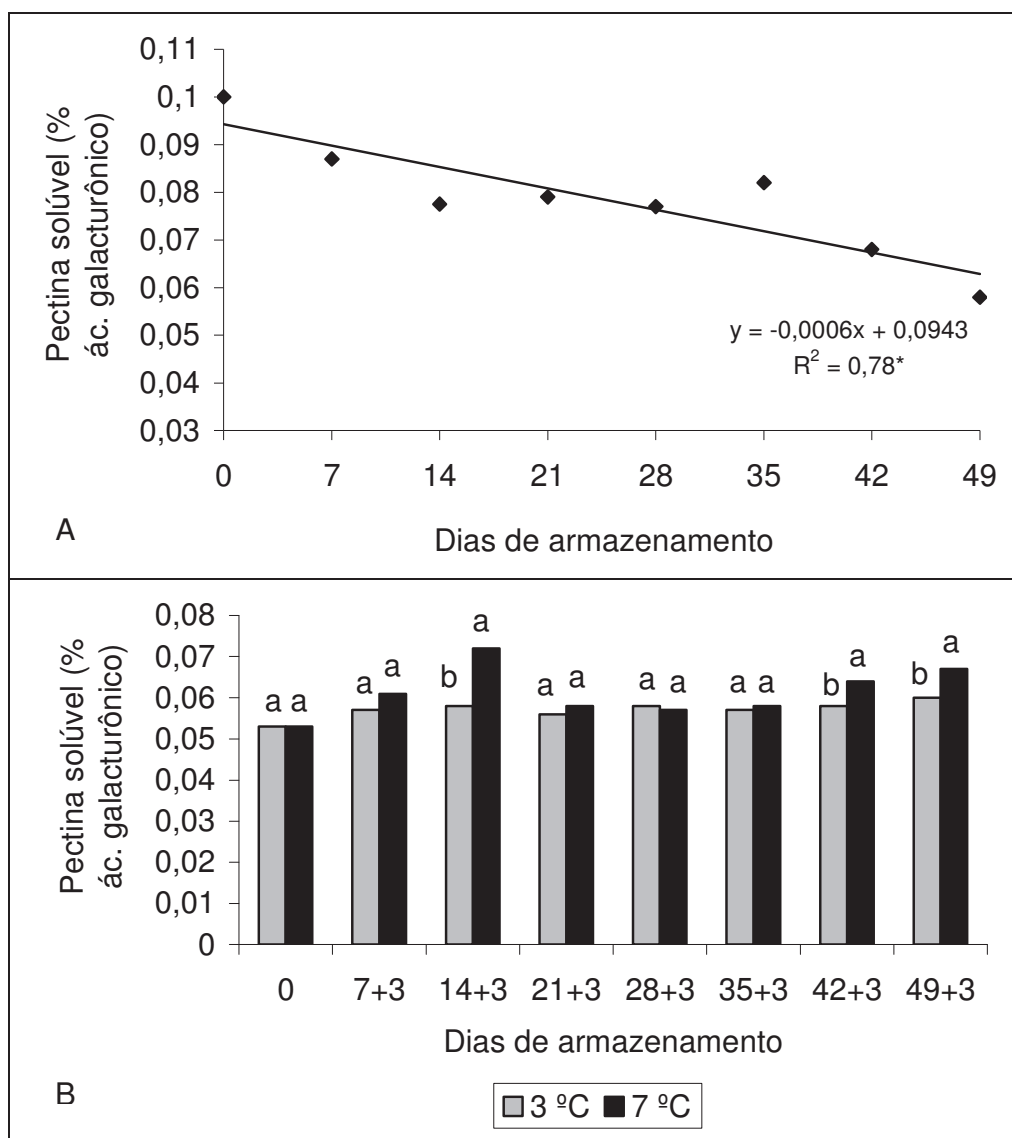 Pectina solúvel (%
ác. galacturônico)
0,11
0,1
0,09
0,08
0,07
0,06
0,05
0,04
0,03
y = -0,0006x + 0,0943
R² = 0,78*
0 7 14 21 28 35 42 49
Dias de armazenamento
A
Pectina solúvel (%
ác. galacturônico)
0,08
0,07
0,06
0,05
0,04
0,03
0,02
0,01
0
a a a a b a a a a a a a b a b a
0 7+3 14+3 21+3 28+3 35+3 42+3 49+3
Dias de armazenamento
B
3 ºC 7 ºC